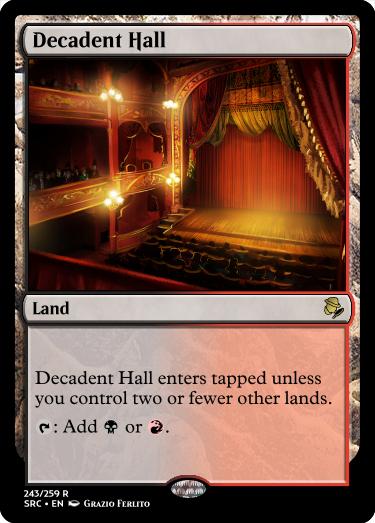 Decadent Hall
Land
Decadent Hall enters tapped unless
you control two or fewer other lands.
: Add or .
243/259 R
SRC • EN Grazio Ferlito